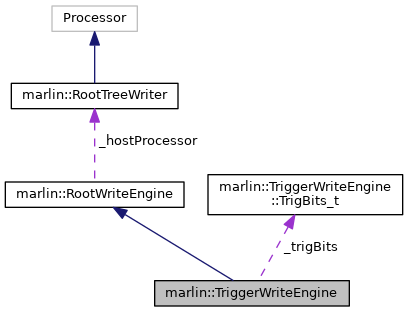 Processor
marlin::RootTreeWriter
_hostProcessor
marlin::RootWriteEngine
marlin::TriggerWriteEngine
::TrigBits_t
_trigBits
marlin::TriggerWriteEngine